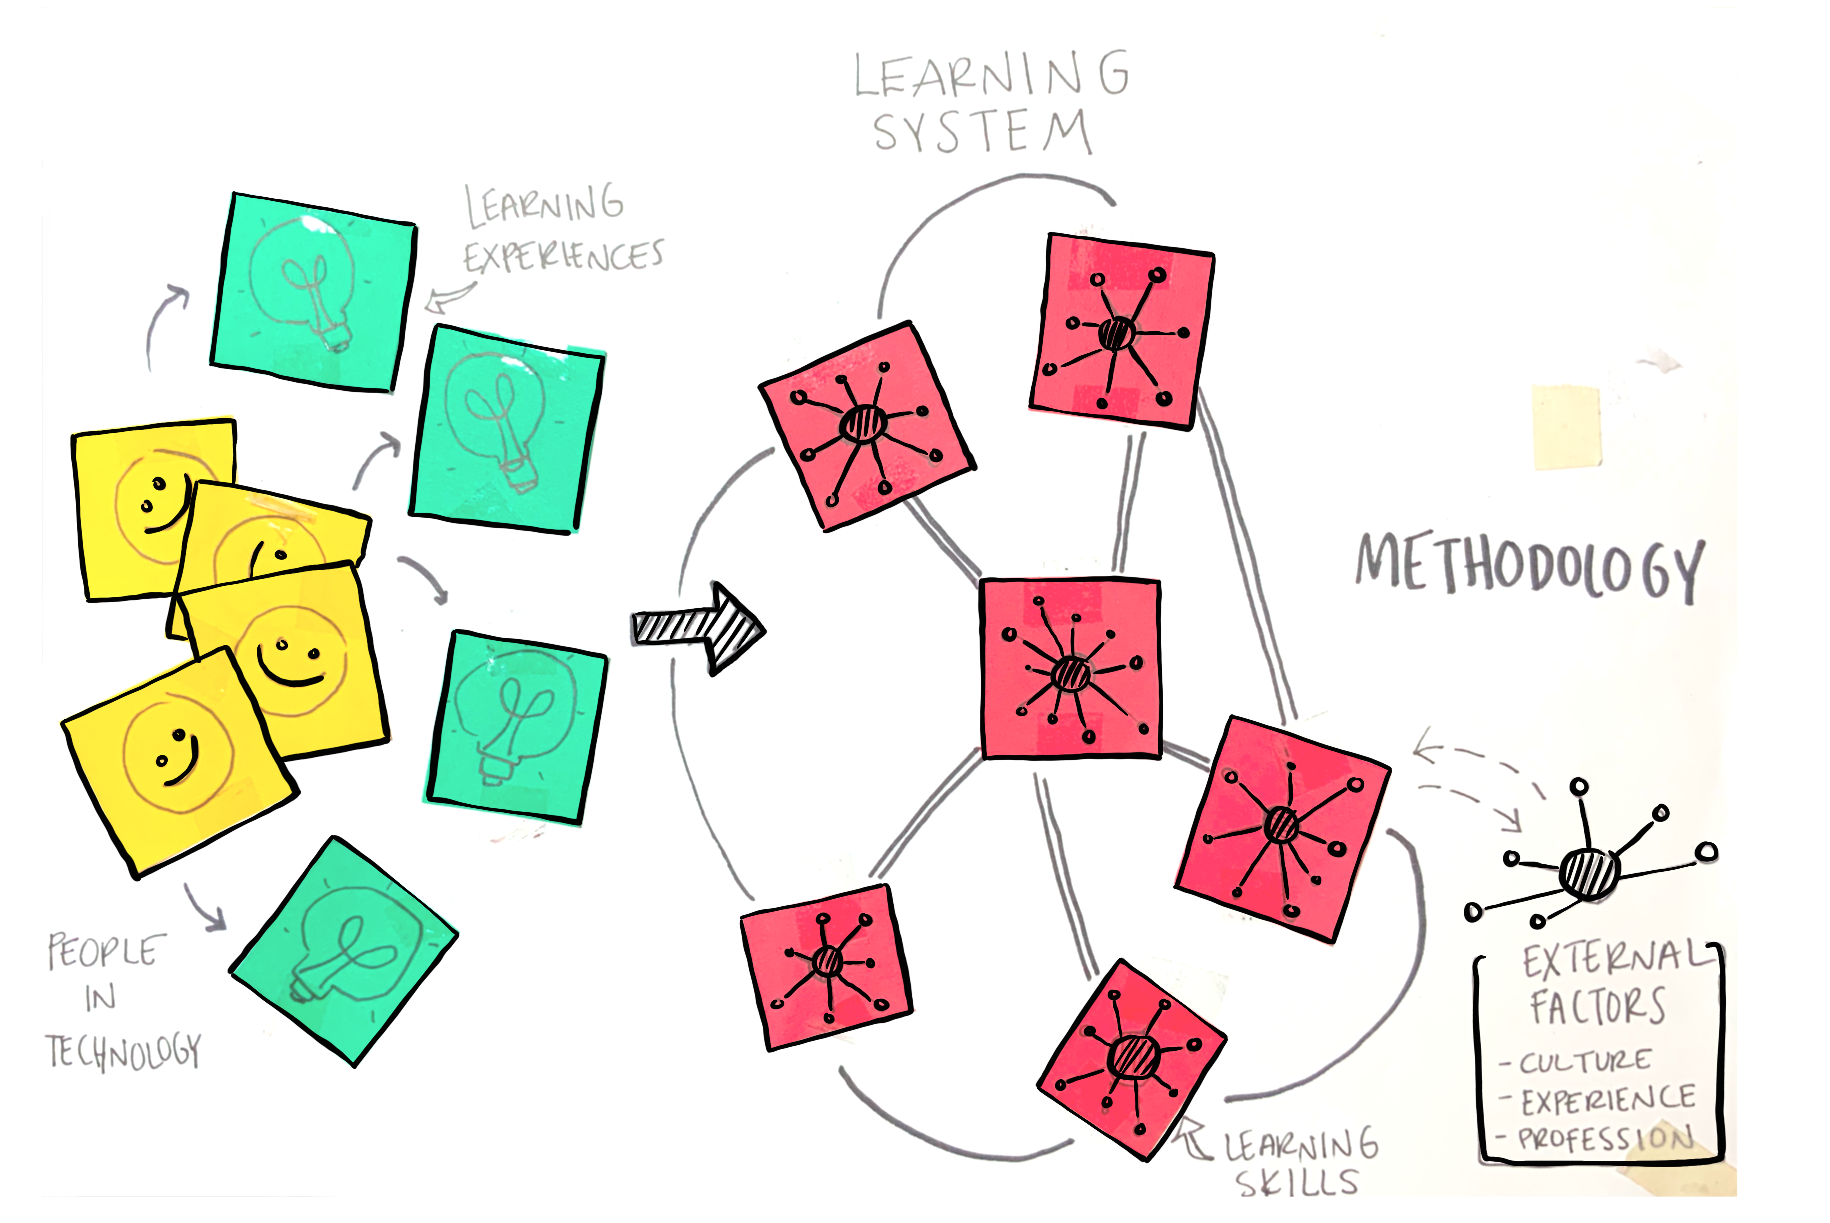 LEARNING
SYSTEM
LEARNING
EXPERIENCES
METHODOLOGY
PEOPLE
IN
TECHNOLOGY
EXTERNAL
FACTORS
- CULTURE
- EXPERIENCE
- PROFESSION
LEARNING
SKILLS